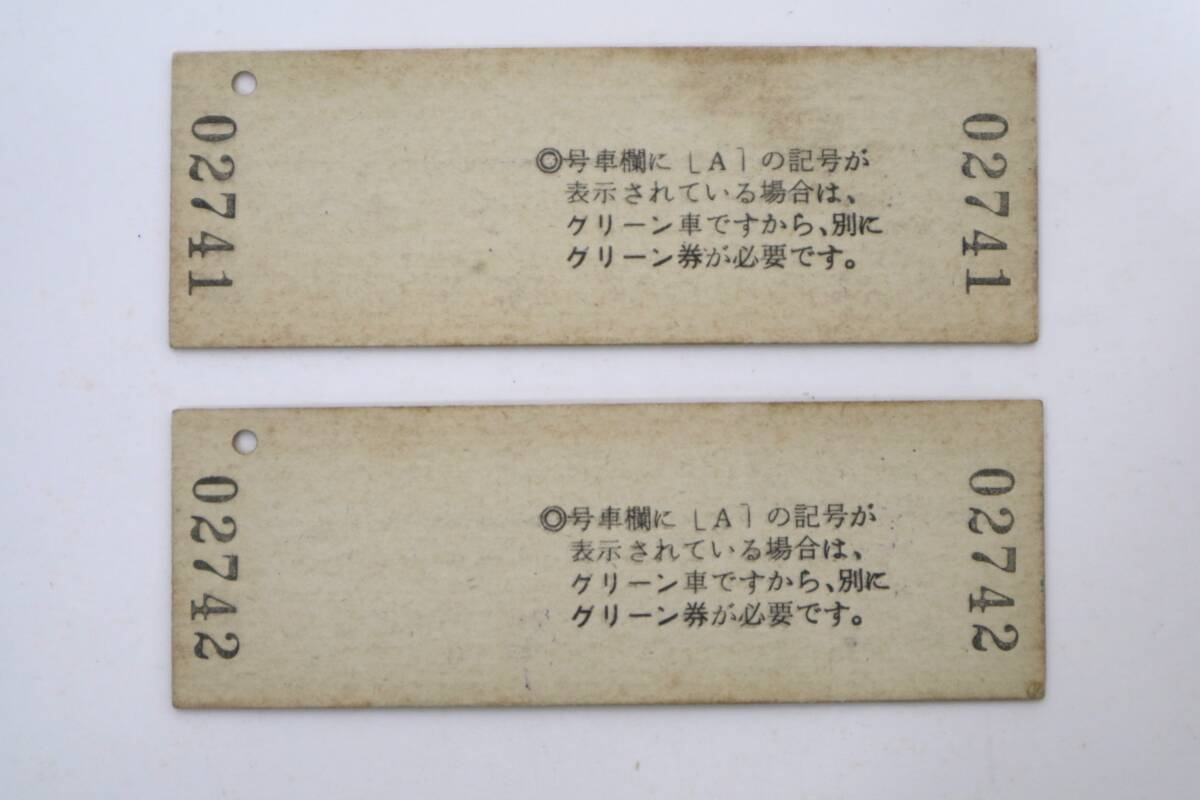 02741
◎号車欄に「A」の記号が
表示されている場合は、
グリーン車ですから、別に
グリーン券が必要です。
02741
02742
◎号車欄に「A」の記号が
表示されている場合は、
グリーン車ですから、別に
グリーン券が必要です。
02742